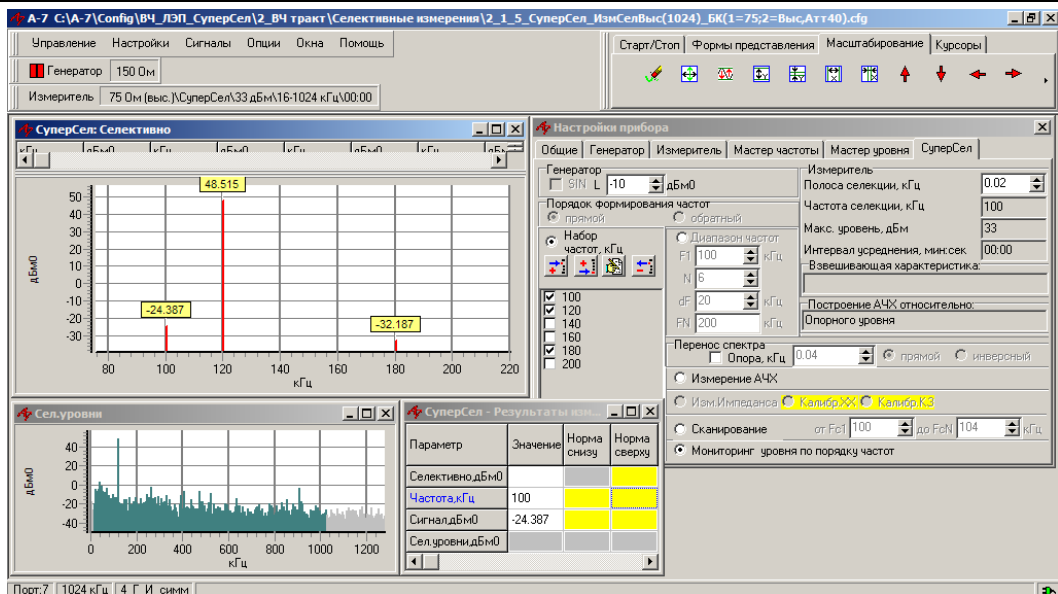 А-7 C:\A-7\Config\ВЧ_ЛЭП_СуперСел\2_ВЧ тракт\Селективные измерения\2_1_5_СуперСел_ИзмСелВыс(1024)_БК(1=75;2=Выс,Атт40).cfg
Управление Настройки Сигналы Опции Окна Помощь
Генератор 150 Ом
Измеритель 75 Ом (выс.)\СуперСел\33 дБм\16-1024 кГц\00:00
Старт/Стоп Формы представления Масштабирование Курсоры
СуперСел: Селективно
кГц дБм0 кГц дБм0 кГц дБм0 кГц
48.515
-24.387
-32.187
50
40
30
20
10
0
-10
-20
-30
дБм0
80 100 120 140 160 180 200 220
кГц
Настройки прибора
Общие Генератор Измеритель Мастер частоты Мастер уровня СуперСел
Генератор
SIN L -10 дБм0
Порядок формирования частот
прямой обратный
Набор
частот, кГц
100
120
140
160
180
200
Диапазон частот
F1 100 кГц
N 6
dF 20 кГц
FN 200 кГц
Измеритель
Полоса селекции, кГц 0.02
Частота селекции, кГц 100
Макс. уровень, дБм 33
Интервал усреднения, мин:сек 00:00
Взвешивающая характеристика:
Построение АЧХ относительно:
Опорного уровня
Перенос спектра
Опора, кГц 0.04 прямой инверсный
Измерение АЧХ
Изм.Импеданса Калибр.ХХ Калибр.КЗ
Сканирование от Fc1 100 до FcN 104 кГц
Мониторинг уровня по порядку частот
Сел.уровни
40
20
0
-20
-40
дБм0
0 200 400 600 800 1000 1200
кГц
СуперСел - Результаты изм...
Параметр Значение Норма снизу Норма сверху
Селективно,дБм0
Частота,кГц 100
Сигнал,дБм0 -24.387
Сел.уровни,дБм0
Порт:7 1024 кГц 4 Г И симм